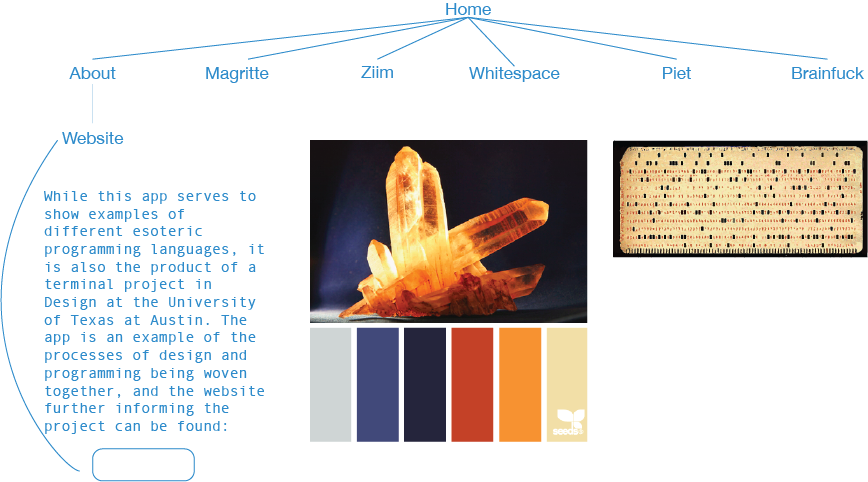 Home
About Magritte Ziim Whitespace Piet Brainfuck
Website
While this app serves to
show examples of
different esoteric
programming languages, it
is also the product of a
terminal project in
Design at the University
of Texas at Austin. The
app is an example of the
processes of design and
programming being woven
together, and the website
further informing the
project can be found:
seeds